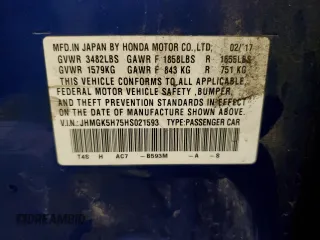 MFD. IN JAPAN BY HONDA MOTOR CO., LTD. 02/'17
GVWR 3482LBS GAWR F 1858LBS R 1655LBS
GVWR 1579KG GAWR F 843 KG R 751 KG
THIS VEHICLE CONFORMS TO ALL APPLICABLE
FEDERAL MOTOR VEHICLE SAFETY, BUMPER,
AND THEFT PREVENTION STANDARDS IN EFFECT
ON THE DATE OF MANUFACTURE SHOWN ABOVE.
V.I.N.: JHMGK5H75HS021593 TYPE: PASSENGER CAR
T4S H AC7 -B593M -A -S
AutoBidMaster